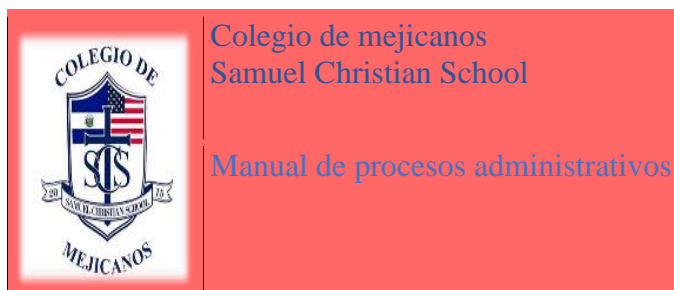 COLEGIO DE
SCS
20 15
SAMUEL CHRISTIAN SCHOOL
MEJICANOS
Colegio de mejicanos
Samuel Christian School
Manual de procesos administrativos